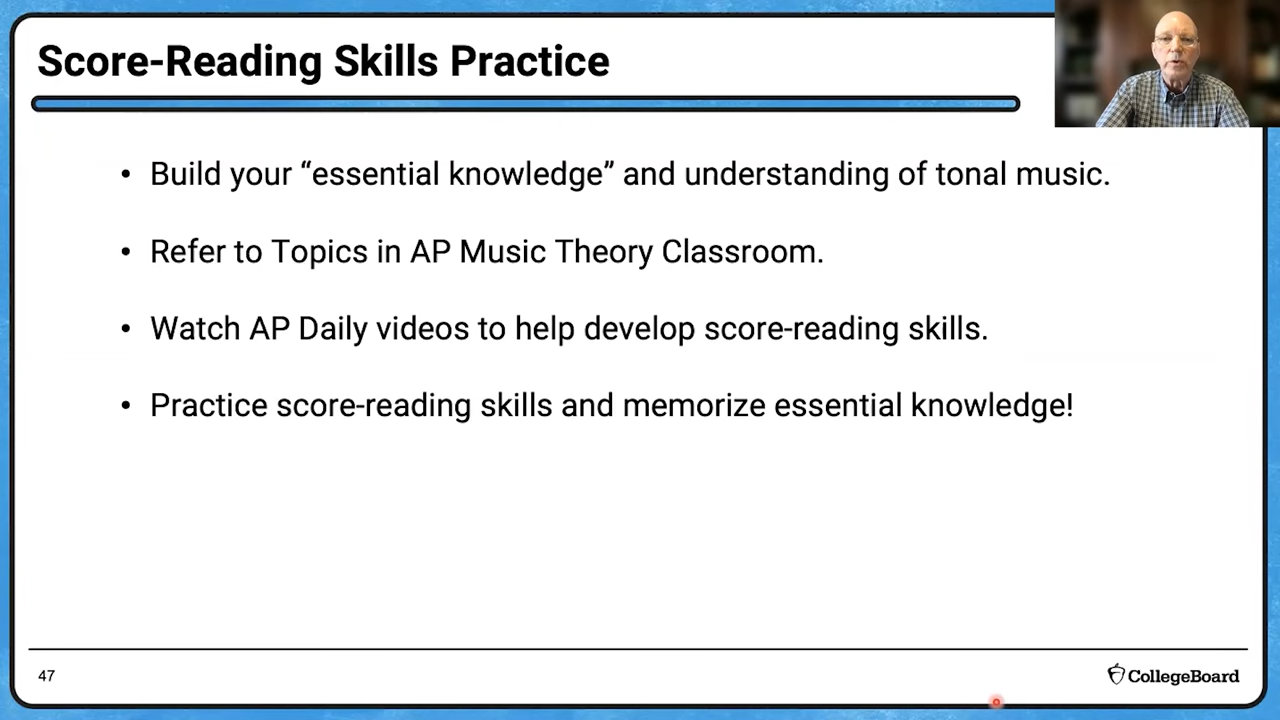 Score-Reading Skills Practice
• Build your “essential knowledge” and understanding of tonal music.
• Refer to Topics in AP Music Theory Classroom.
• Watch AP Daily videos to help develop score-reading skills.
• Practice score-reading skills and memorize essential knowledge!
47
CollegeBoard